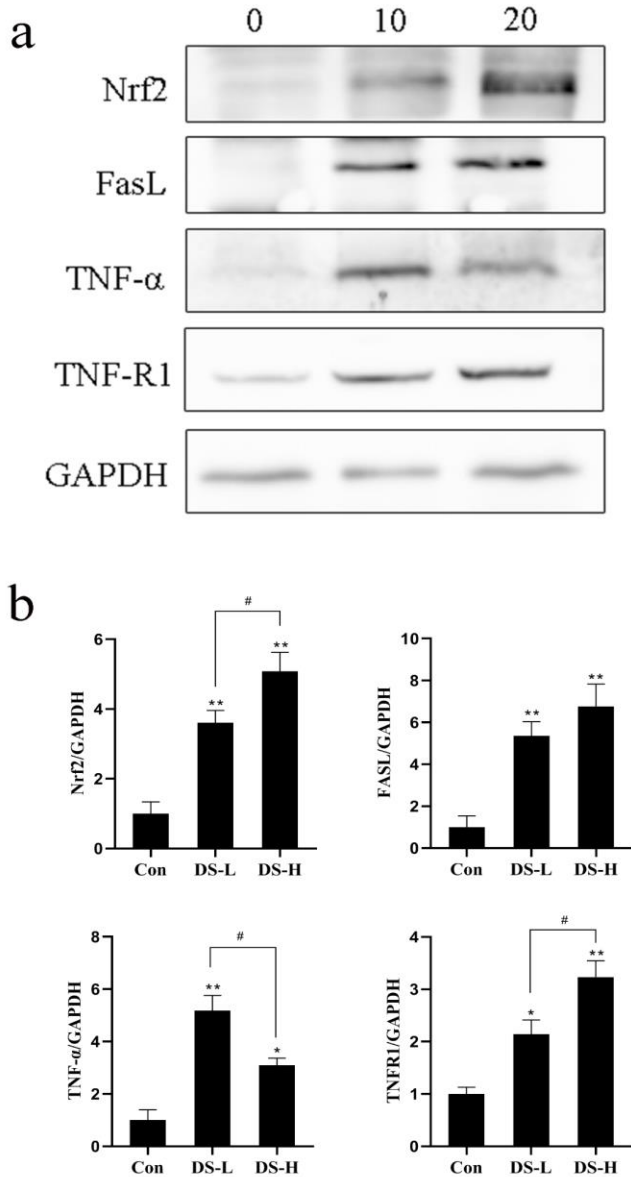 a
0 10 20
Nrf2
FasL
TNF-α
TNF-R1
GAPDH
b
Nrf2/GAPDH
6
4
2
0
#
**
**
Con DS-L DS-H
FASL/GAPDH
10
8
6
4
2
0
**
**
Con DS-L DS-H
TNF-α/GAPDH
8
6
4
2
0
#
**
*
Con DS-L DS-H
TNFR1/GAPDH
4
3
2
1
0
#
*
**
Con DS-L DS-H